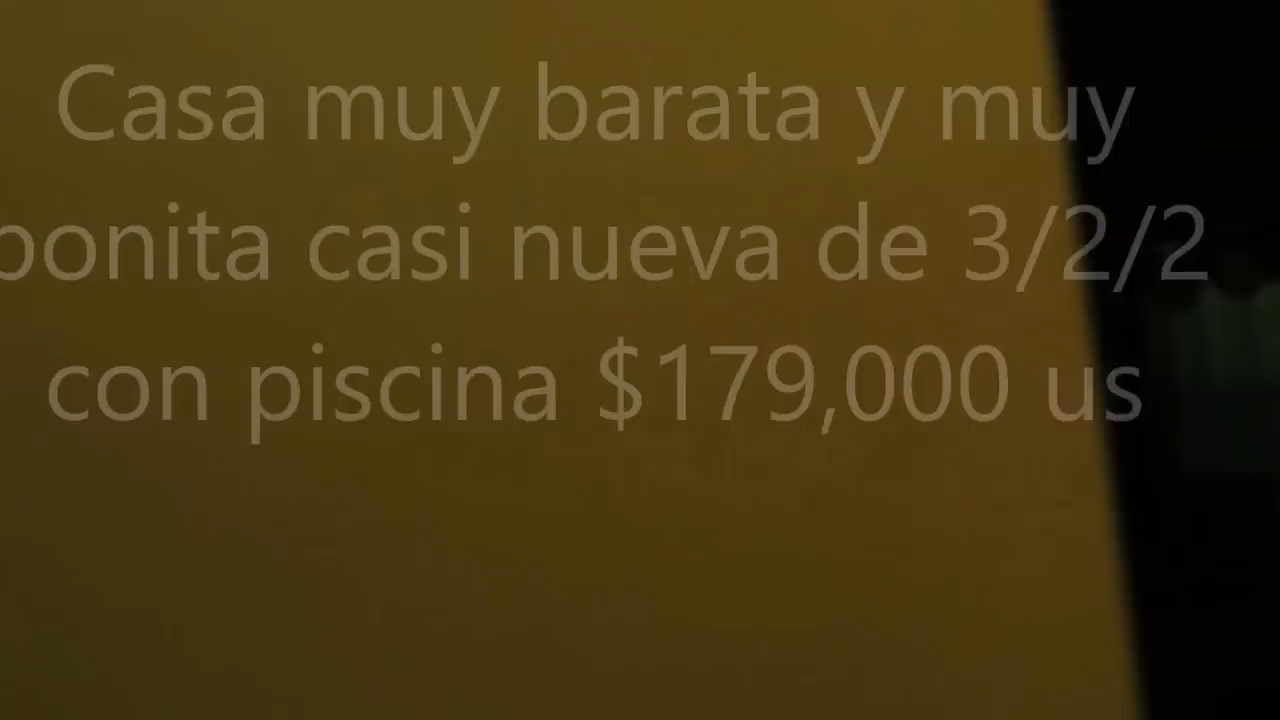 Casa muy barata y muy
bonita casi nueva de 3/2/2
con piscina $179,000 us